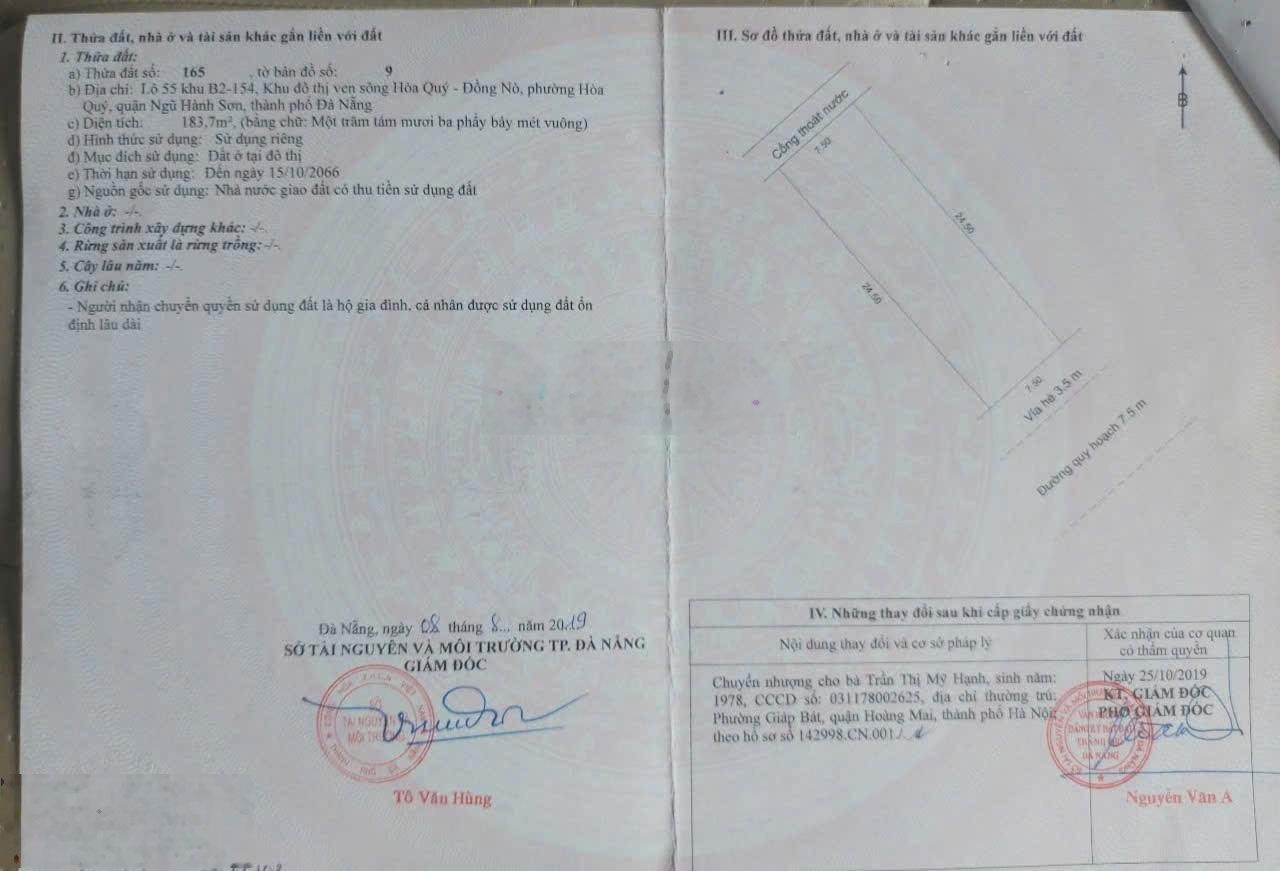 II. Thửa đất, nhà ở và tài sản khác gắn liền với đất
1. Thửa đất:
a) Thửa đất số: 165 , tờ bản đồ số: 9
b) Địa chỉ: Lô 55 khu B2-154, Khu đô thị ven sông Hòa Quý - Đồng Nò, phường Hòa
Quý, quận Ngũ Hành Sơn, thành phố Đà Nẵng
c) Diện tích: 183,7m², (bằng chữ: Một trăm tám mươi ba phẩy bảy mét vuông)
d) Hình thức sử dụng: Sử dụng riêng
đ) Mục đích sử dụng: Đất ở tại đô thị
e) Thời hạn sử dụng: Đến ngày 15/10/2066
g) Nguồn gốc sử dụng: Nhà nước giao đất có thu tiền sử dụng đất
2. Nhà ở: -/-.
3. Công trình xây dựng khác: -/-.
4. Rừng sản xuất là rừng trồng: -/-.
5. Cây lâu năm: -/-.
6. Ghi chú:
- Người nhận chuyển quyền sử dụng đất là hộ gia đình, cá nhân được sử dụng đất ổn
định lâu dài
Đà Nẵng, ngày 08 tháng 8... năm 2019
SỞ TÀI NGUYÊN VÀ MÔI TRƯỜNG TP. ĐÀ NẴNG
GIÁM ĐỐC
SỞ
TÀI NGUYÊN
MÔI TRƯỜNG
Tô Văn Hùng
III. Sơ đồ thửa đất, nhà ở và tài sản khác gắn liền với đất
B
Cống thoát nước
7.50
24.50
24.50
7.50
Vỉa hè 3.5 m
Đường quy hoạch 7.5 m
IV. Những thay đổi sau khi cấp giấy chứng nhận
Nội dung thay đổi và cơ sở pháp lý
Xác nhận của cơ quan
có thẩm quyền
Chuyển nhượng cho bà Trần Thị Mỹ Hạnh, sinh năm:
1978, CCCD số: 031178002625, địa chỉ thường trú:
Phường Giáp Bát, quận Hoàng Mai, thành phố Hà Nội;
theo hồ sơ số 142998.CN.001./.
Ngày 25/10/2019
KT, GIÁM ĐỐC
PHÓ GIÁM ĐỐC
Nguyễn Văn A